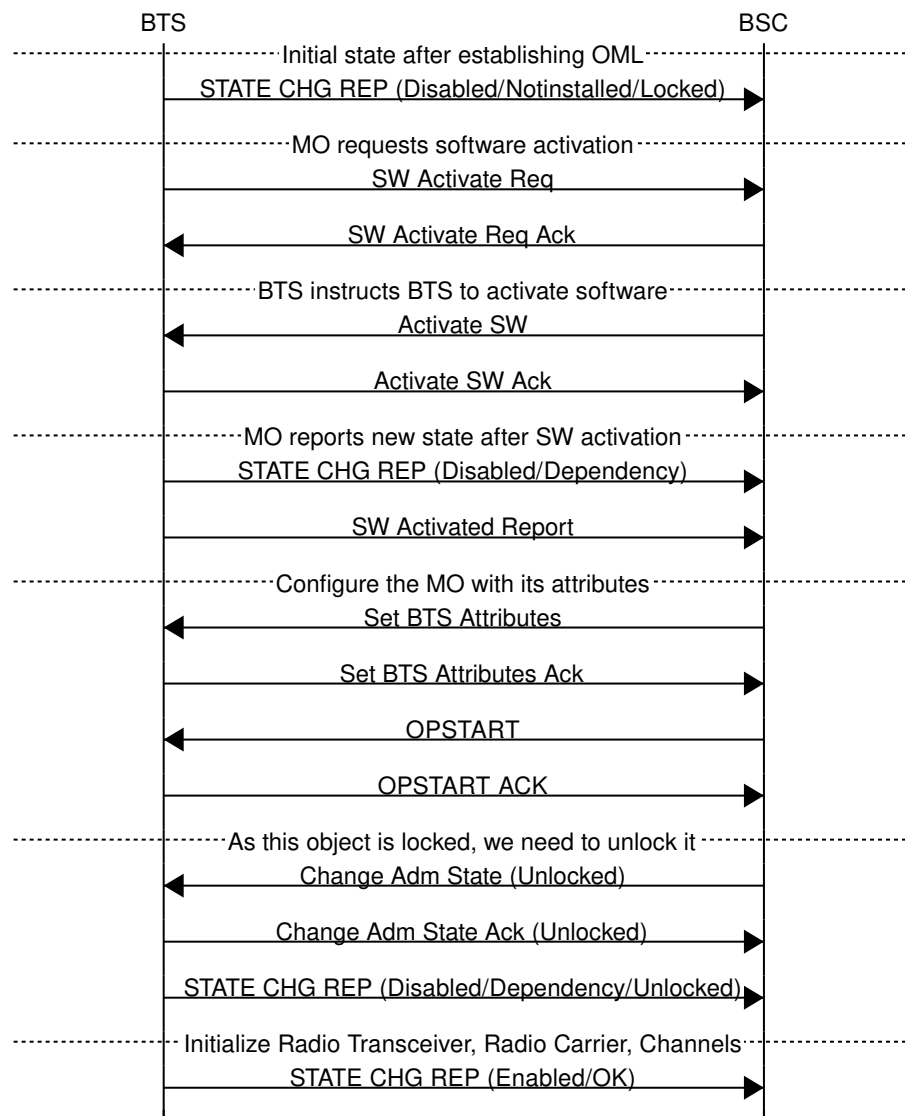 BTS BSC
Initial state after establishing OML
STATE CHG REP (Disabled/Notinstalled/Locked)
MO requests software activation
SW Activate Req
SW Activate Req Ack
BTS instructs BTS to activate software
Activate SW
Activate SW Ack
MO reports new state after SW activation
STATE CHG REP (Disabled/Dependency)
SW Activated Report
Configure the MO with its attributes
Set BTS Attributes
Set BTS Attributes Ack
OPSTART
OPSTART ACK
As this object is locked, we need to unlock it
Change Adm State (Unlocked)
Change Adm State Ack (Unlocked)
STATE CHG REP (Disabled/Dependency/Unlocked)
Initialize Radio Transceiver, Radio Carrier, Channels
STATE CHG REP (Enabled/OK)